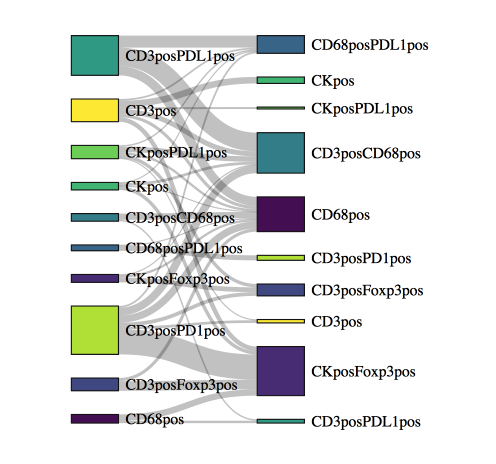 CD3posPDL1pos
CD3pos
CKposPDL1pos
CKpos
CD3posCD68pos
CD68posPDL1pos
CKposFoxp3pos
CD3posPD1pos
CD3posFoxp3pos
CD68pos
CD68posPDL1pos
CKpos
CKposPDL1pos
CD3posCD68pos
CD68pos
CD3posPD1pos
CD3posFoxp3pos
CD3pos
CKposFoxp3pos
CD3posPDL1pos